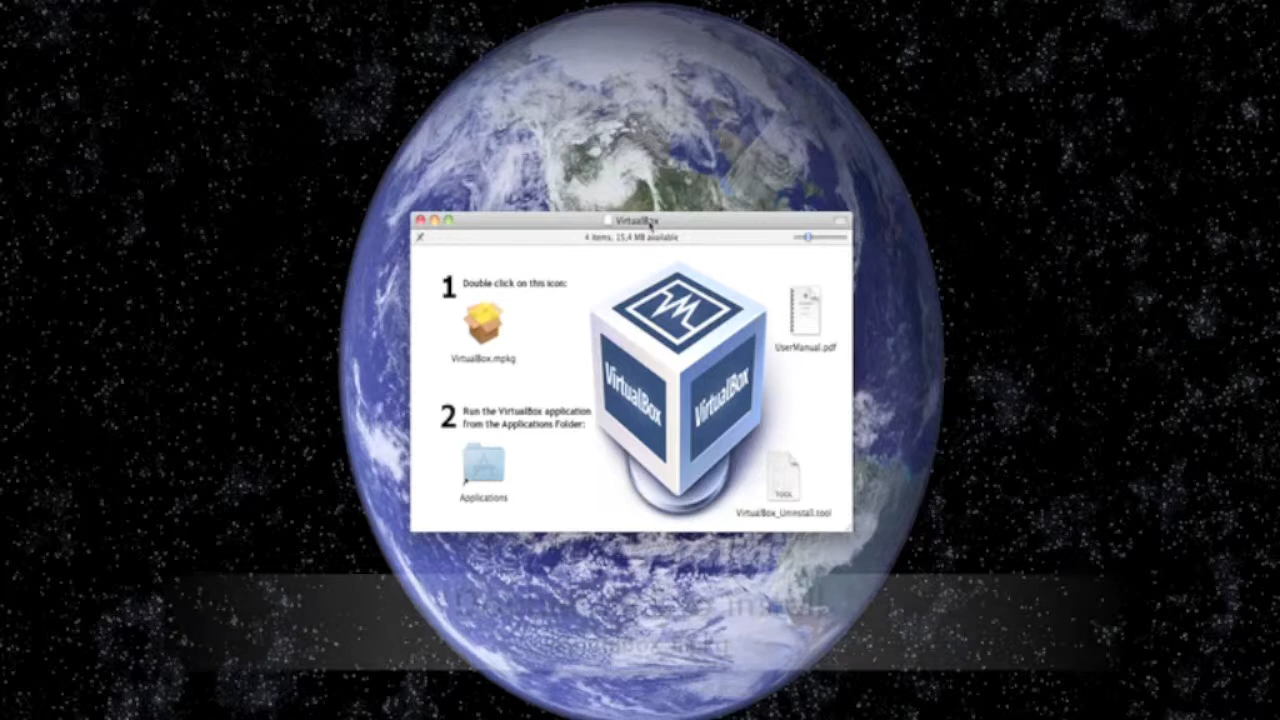 VirtualBox
4 items, 15,4 MB available
1 Double click on this icon:
VirtualBox.mpkg
UserManual.pdf
2 Run the VirtualBox application
from the Applications Folder:
Applications
VirtualBox
VirtualBox
TOOL
VirtualBox_Uninstall.tool